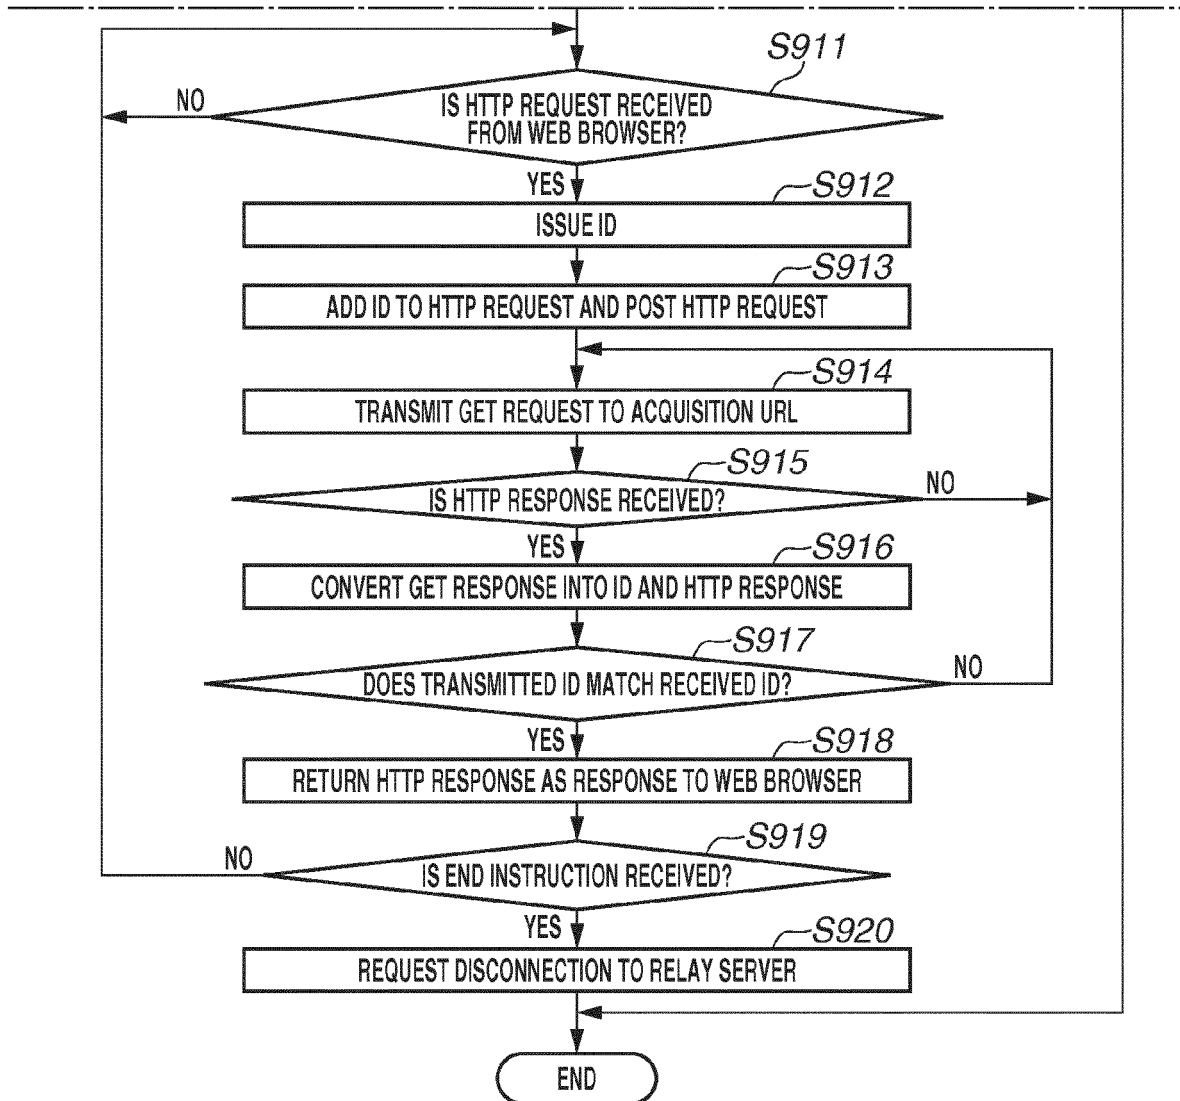 S911
IS HTTP REQUEST RECEIVED
FROM WEB BROWSER?
NO
YES
S912
ISSUE ID
S913
ADD ID TO HTTP REQUEST AND POST HTTP REQUEST
S914
TRANSMIT GET REQUEST TO ACQUISITION URL
S915
IS HTTP RESPONSE RECEIVED?
NO
YES
S916
CONVERT GET RESPONSE INTO ID AND HTTP RESPONSE
S917
DOES TRANSMITTED ID MATCH RECEIVED ID?
NO
YES
S918
RETURN HTTP RESPONSE AS RESPONSE TO WEB BROWSER
S919
NO
IS END INSTRUCTION RECEIVED?
YES
S920
REQUEST DISCONNECTION TO RELAY SERVER
END